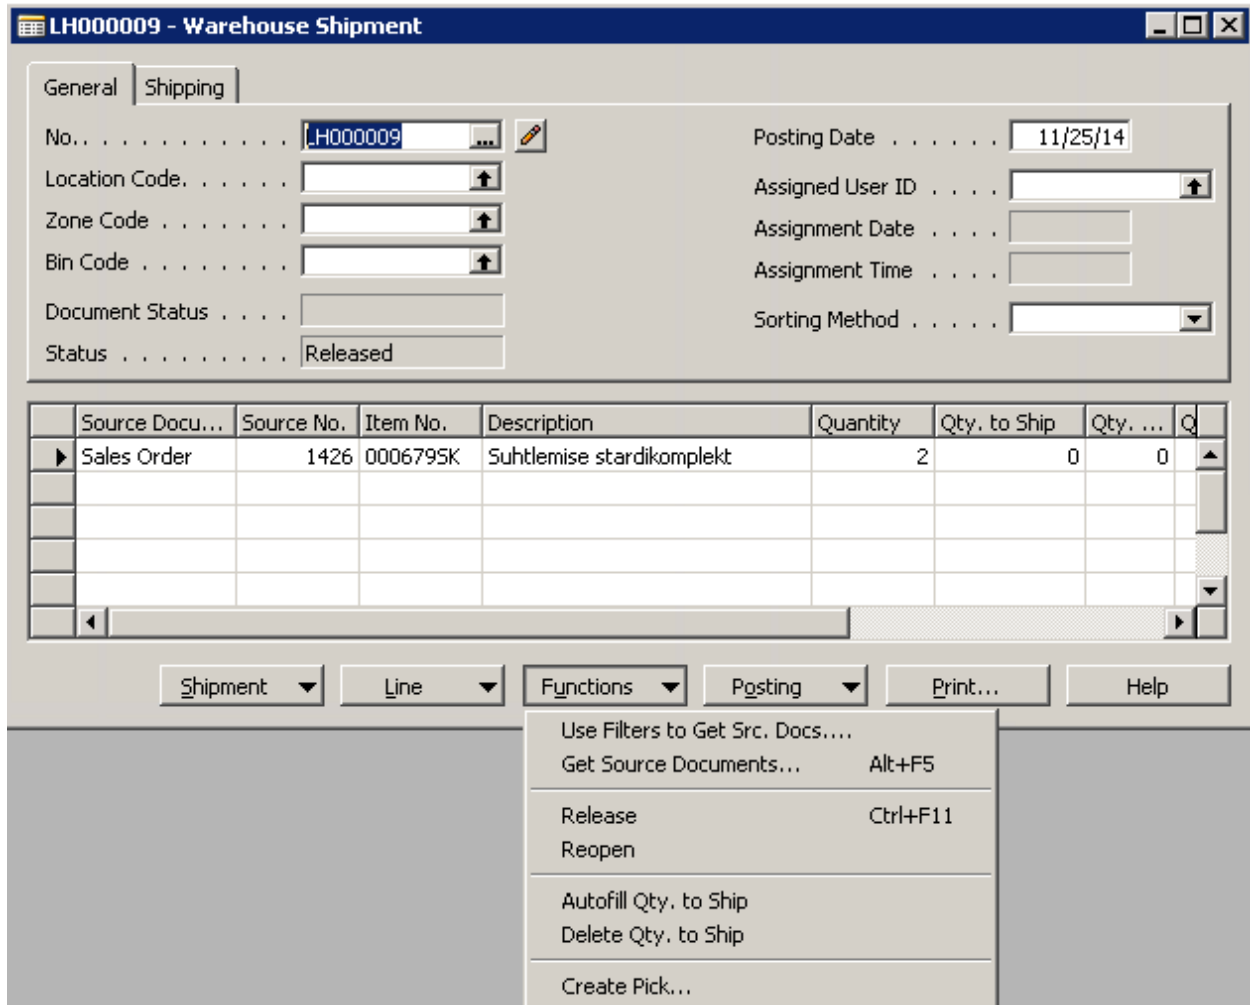 LH000009 - Warehouse Shipment
General Shipping
No. . . . . . . . . . . . LH000009 ... Posting Date . . . . . . 11/25/14
Location Code. . . . . . Assigned User ID . . . .
Zone Code . . . . . . . Assignment Date . . . .
Bin Code . . . . . . . . Assignment Time . . . .
Document Status . . . . Sorting Method . . . . .
Status . . . . . . . . . Released
Source Docu... Source No. Item No. Description Quantity Qty. to Ship Qty. ... Q
Sales Order 1426 000679SK Suhtlemise stardikomplekt 2 0 0
Shipment Line Functions Posting Print... Help
Use Filters to Get Src. Docs....
Get Source Documents... Alt+F5
Release Ctrl+F11
Reopen
Autofill Qty. to Ship
Delete Qty. to Ship
Create Pick...